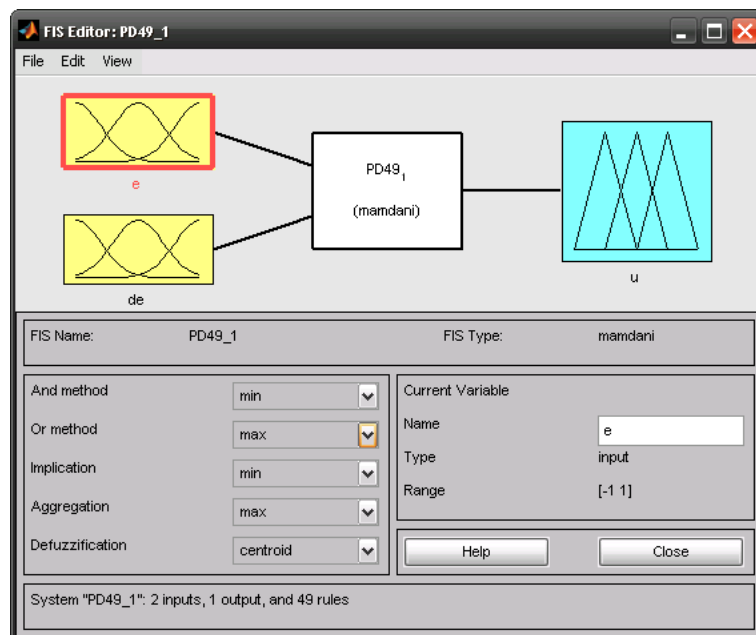 FIS Editor: PD49_1
File Edit View
e
de
PD49₁
(mamdani)
u
FIS Name: PD49_1 FIS Type: mamdani
And method min
Or method max
Implication min
Aggregation max
Defuzzification centroid
Current Variable
Name e
Type input
Range [-1 1]
Help Close
System "PD49_1": 2 inputs, 1 output, and 49 rules